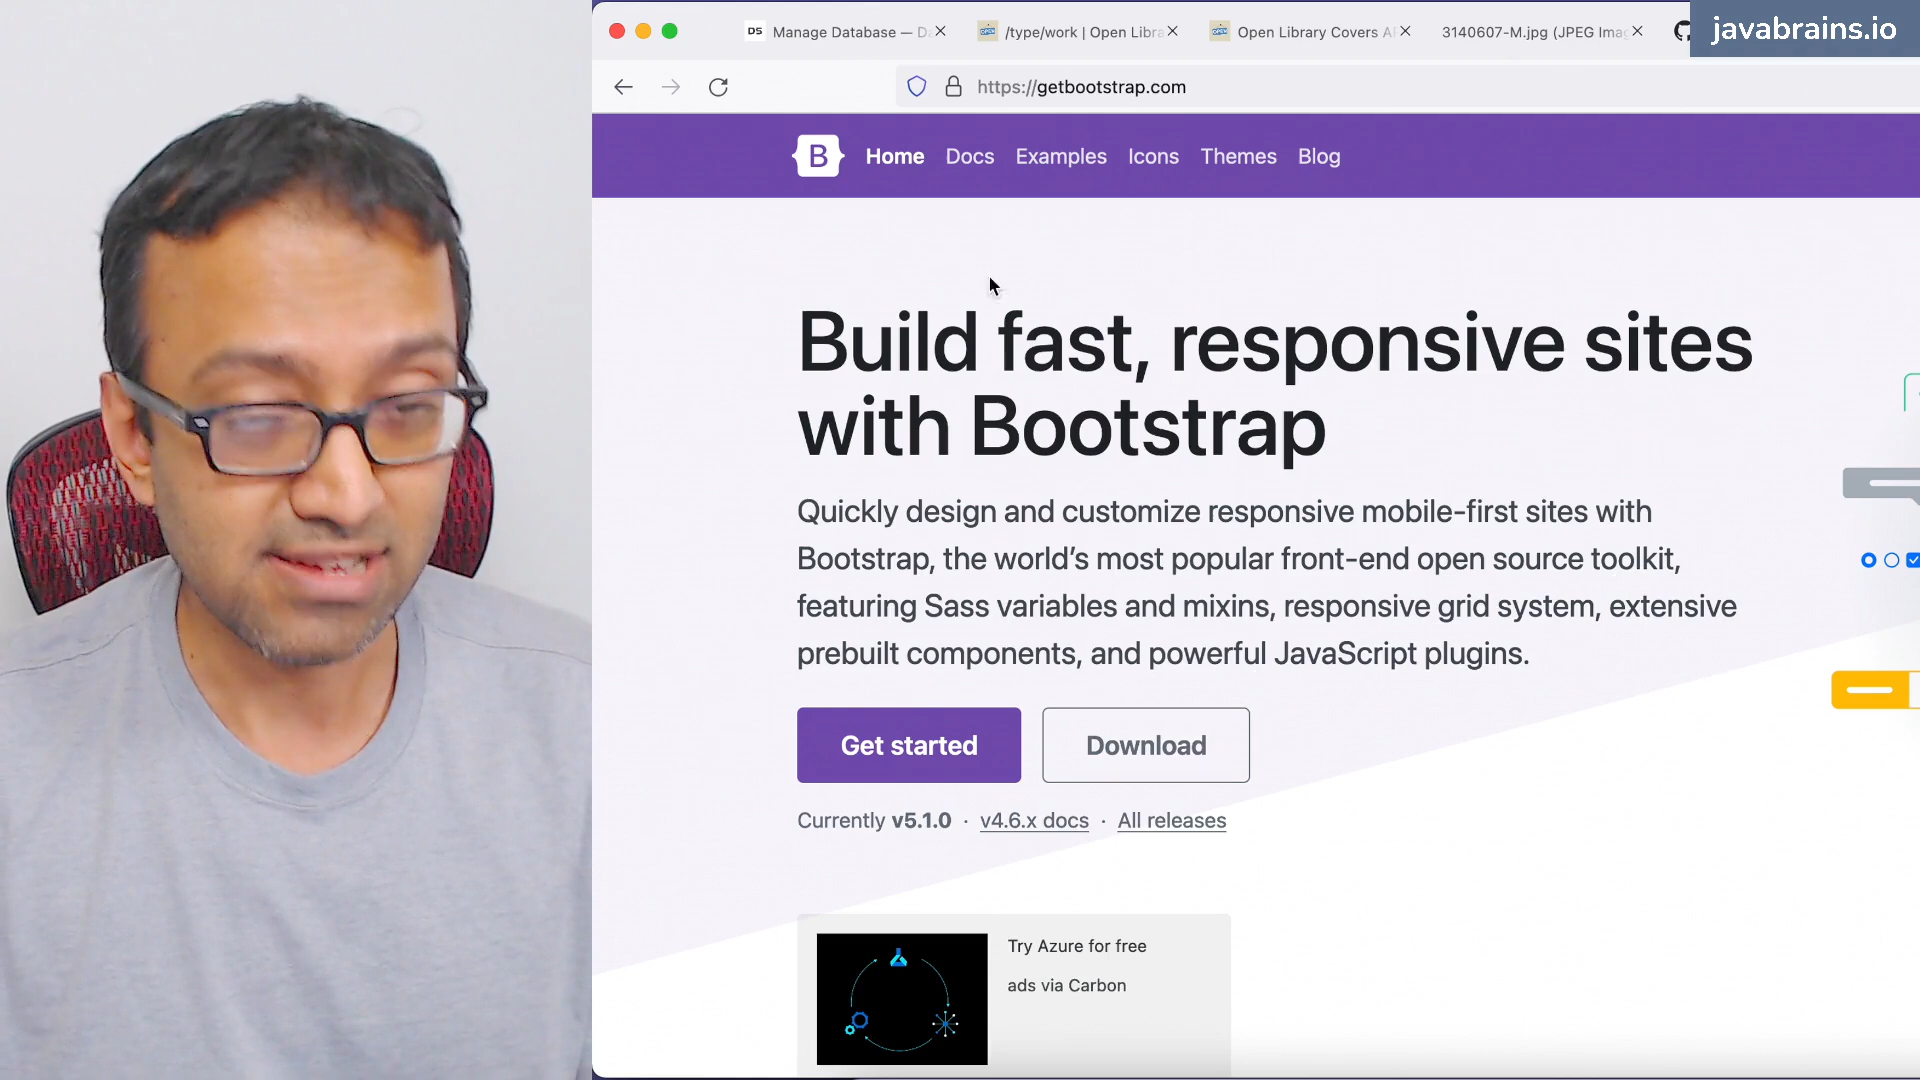 javabrains.io
D5 Manage Database — D
/type/work | Open Libra
Open Library Covers A
3140607-M.jpg (JPEG Ima
https://getbootstrap.com
B
Home
Docs
Examples
Icons
Themes
Blog
Build fast, responsive sites
with Bootstrap
Quickly design and customize responsive mobile-first sites with
Bootstrap, the world’s most popular front-end open source toolkit,
featuring Sass variables and mixins, responsive grid system, extensive
prebuilt components, and powerful JavaScript plugins.
Get started
Download
Currently v5.1.0 · v4.6.x docs · All releases
Try Azure for free
ads via Carbon